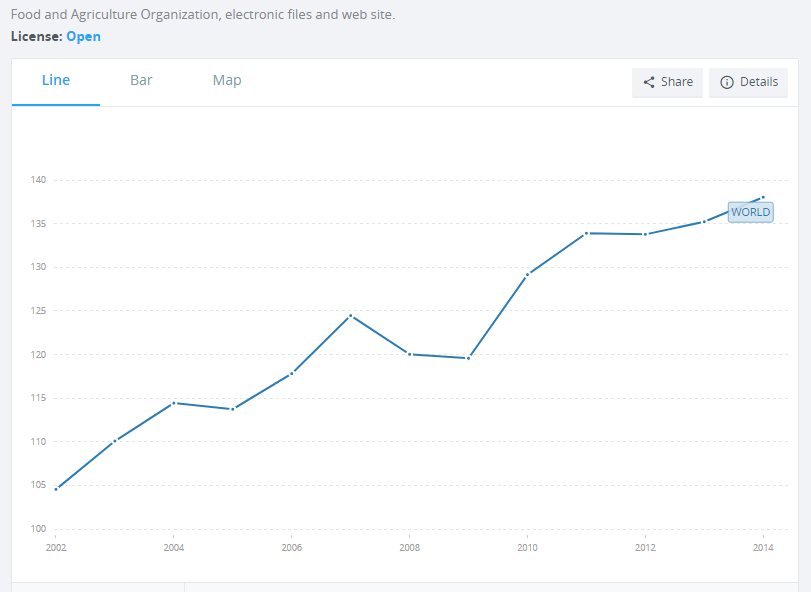 Food and Agriculture Organization, electronic files and web site.
License: Open
Line Bar Map Share Details
140
135
WORLD
130
125
120
115
110
105
100
2002 2004 2006 2008 2010 2012 2014